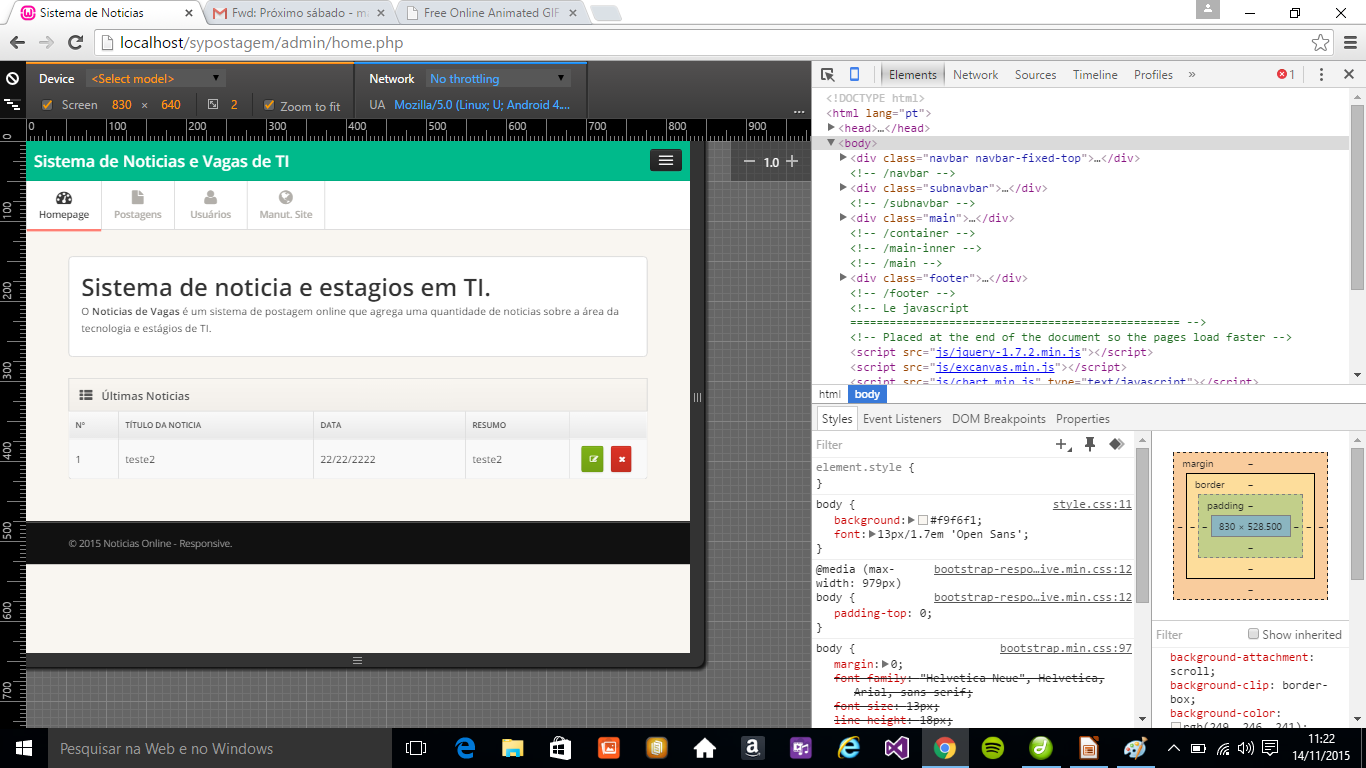 Sistema de Noticias
Fwd: Próximo sábado - ma
Free Online Animated GIF
localhost/sypostagem/admin/home.php
Device <Select model>
Network No throttling
Screen 830 × 640 2 Zoom to fit
UA Mozilla/5.0 (Linux; U; Android 4....
...
0 100 200 300 400 500 600 700 800 900
0
100
200
300
400
500
600
700
Sistema de Noticias e Vagas de TI
1.0
Homepage Postagens Usuários Manut. Site
Sistema de noticia e estagios em TI.
O Noticias de Vagas é um sistema de postagem online que agrega uma quantidade de noticias sobre a área da
tecnologia e estágios de TI.
Últimas Noticias
Nº TÍTULO DA NOTICIA DATA RESUMO
1 teste2 22/22/2222 teste2
© 2015 Noticias Online - Responsive.
Elements Network Sources Timeline Profiles » 1
<!DOCTYPE html>
<html lang="pt">
<head>…</head>
<body>
<div class="navbar navbar-fixed-top">…</div>
<!-- /navbar -->
<div class="subnavbar">…</div>
<!-- /subnavbar -->
<div class="main">…</div>
<!-- /container -->
<!-- /main-inner -->
<!-- /main -->
<div class="footer">…</div>
<!-- /footer -->
<!-- Le javascript
================================================== -->
<!-- Placed at the end of the document so the pages load faster -->
<script src="js/jquery-1.7.2.min.js"></script>
<script src="js/excanvas.min.js"></script>
<script src="js/chart.min.js" type="text/javascript"></script>
html body
Styles Event Listeners DOM Breakpoints Properties
Filter
element.style {
}
body { style.css:11
background: #f9f6f1;
font: 13px/1.7em 'Open Sans';
}
@media (max- bootstrap-respo…ive.min.css:12
width: 979px)
body { bootstrap-respo…ive.min.css:12
padding-top: 0;
}
body { bootstrap.min.css:97
margin: 0;
font-family: "Helvetica Neue", Helvetica,
Arial, sans-serif;
font-size: 13px;
line-height: 18px;
margin –
border –
padding –
– – – 830 × 528.500 – – –
–
–
–
Filter Show inherited
background-attachment:
scroll;
background-clip: border-
box;
background-color:
rgb(249, 246, 241);
Pesquisar na Web e no Windows
11:22
14/11/2015